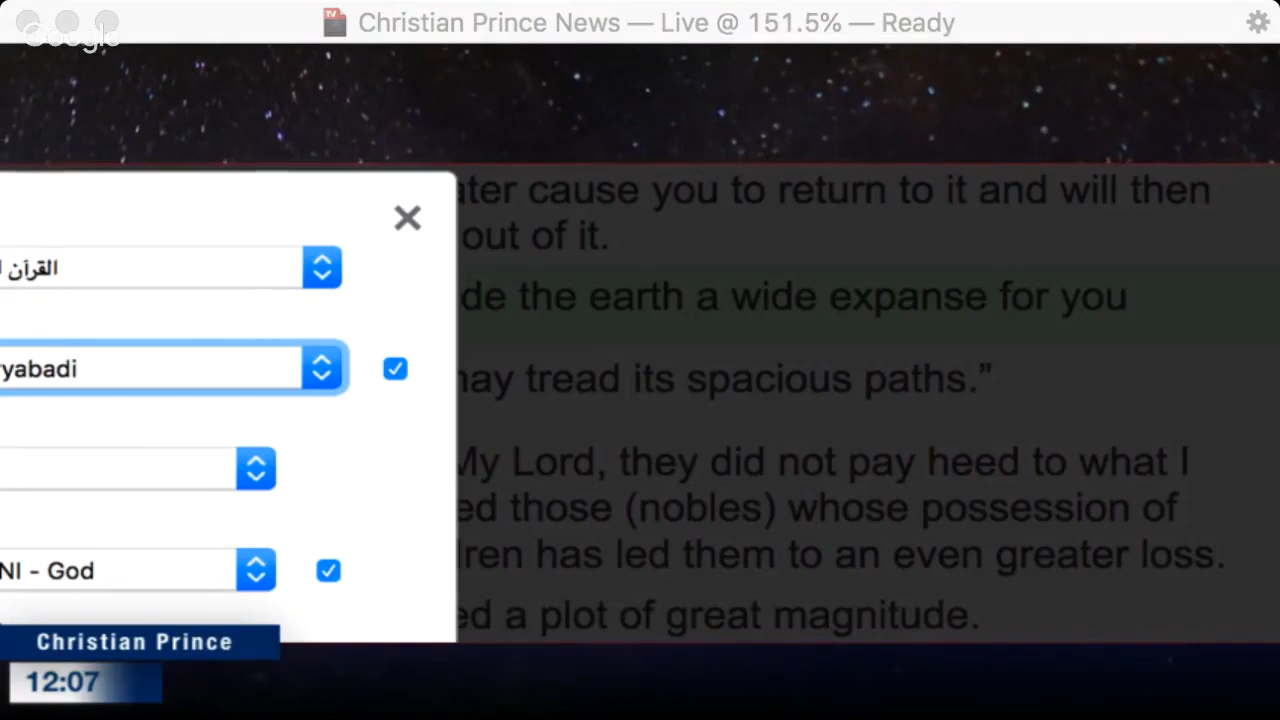 Christian Prince News — Live @ 151.5% — Ready
Google
TV
ater cause you to return to it and will then
out of it.
القرآن
de the earth a wide expanse for you
yabadi
may tread its spacious paths.”
My Lord, they did not pay heed to what I
ed those (nobles) whose possession of
dren has led them to an even greater loss.
NI - God
ed a plot of great magnitude.
Christian Prince
12:07